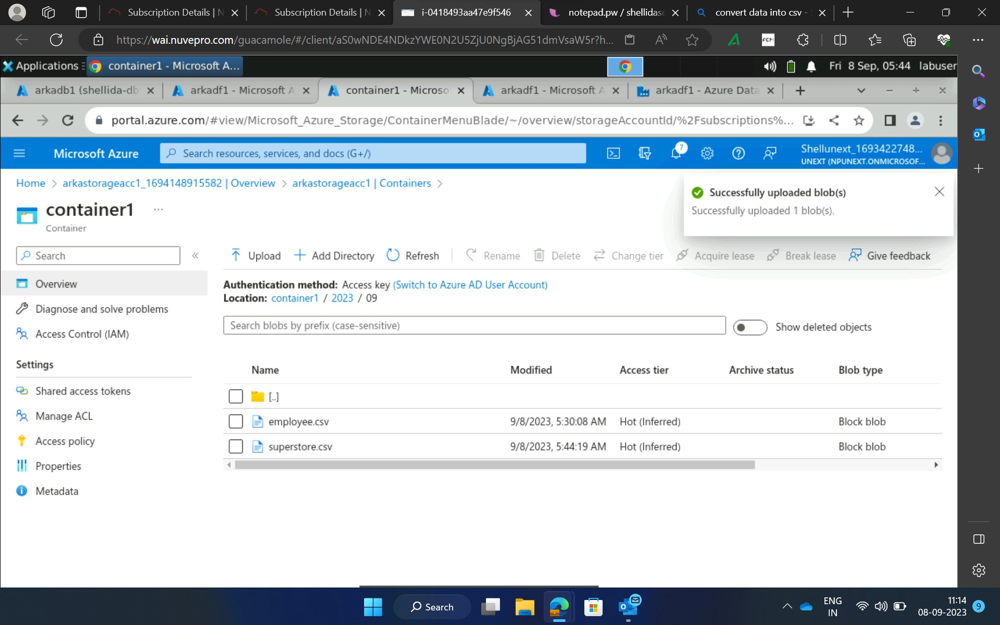 Subscription Details | N
Subscription Details | N
i-0418493aa47e9f546
notepad.pw / shellidase
convert data into csv -
https://wai.nuvepro.com/guacamole/#/client/aS0wNDE4NDkzYWE0N2U5ZjU0NgBjAG51dmVsaW5r?h...
FCM
Applications
container1 - Microsoft A...
Fri 8 Sep, 05:44 labuser
arkadb1 (shellida-db
arkadf1 - Microsoft A
container1 - Microso
arkadf1 - Microsoft A
arkadf1 - Azure Data
portal.azure.com/#view/Microsoft_Azure_Storage/ContainerMenuBlade/~/overview/storageAccountId/%2Fsubscriptions%...
Microsoft Azure
Search resources, services, and docs (G+/)
7
Shellunext_1693422748...
UNEXT (NPUNEXT.ONMICROSOF...
Home > arkastorageacc1_1694148915582 | Overview > arkastorageacc1 | Containers >
Successfully uploaded blob(s)
Successfully uploaded 1 blob(s).
container1 ...
Container
Search
«
Upload
Add Directory
Refresh
Rename
Delete
Change tier
Acquire lease
Break lease
Give feedback
Overview
Diagnose and solve problems
Access Control (IAM)
Settings
Shared access tokens
Manage ACL
Access policy
Properties
Metadata
Authentication method: Access key (Switch to Azure AD User Account)
Location: container1 / 2023 / 09
Search blobs by prefix (case-sensitive)
Show deleted objects
Name Modified Access tier Archive status Blob type
[..]
employee.csv 9/8/2023, 5:30:08 AM Hot (Inferred) Block blob
superstore.csv 9/8/2023, 5:44:19 AM Hot (Inferred) Block blob
Search
ENG
IN
11:14
08-09-2023
9